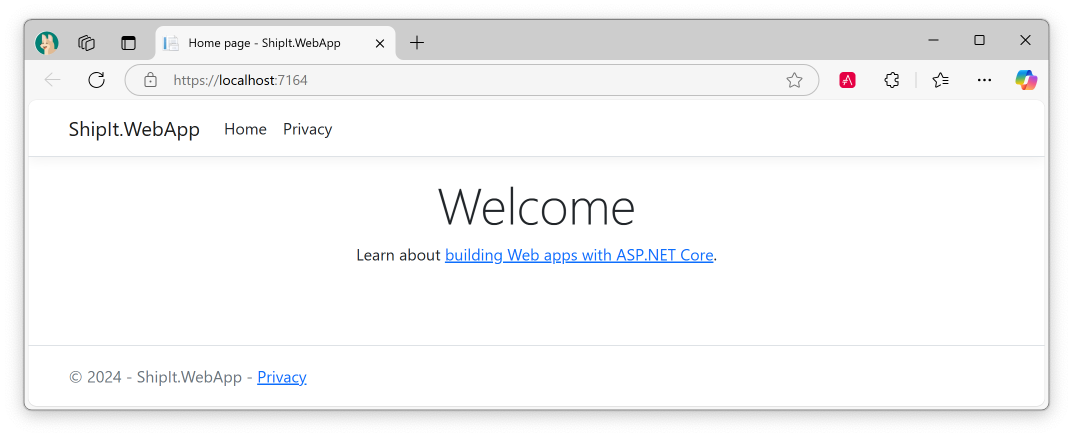 Home page - ShipIt.WebApp
https://localhost:7164
ShipIt.WebApp Home Privacy
Welcome
Learn about building Web apps with ASP.NET Core.
© 2024 - ShipIt.WebApp - Privacy